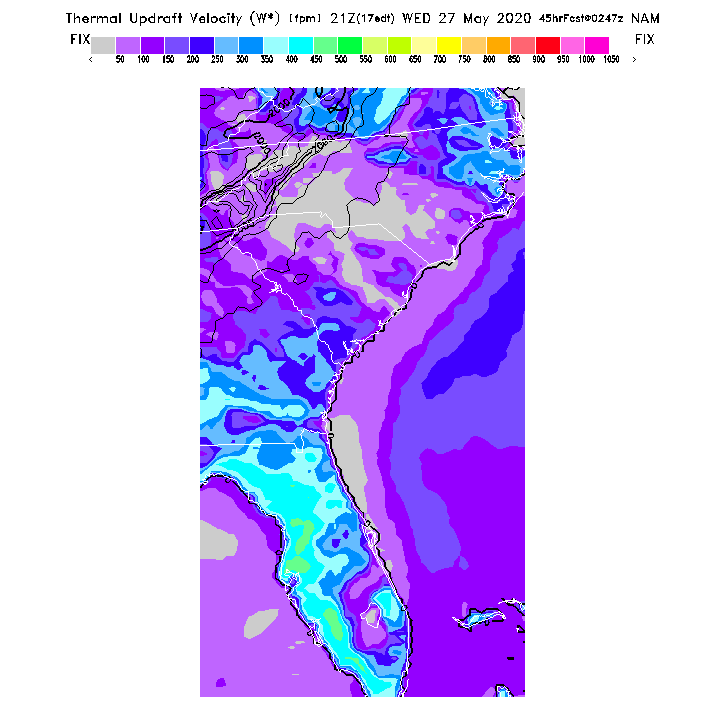 Thermal Updraft Velocity (W*) [fpm] 21Z(17edt) WED 27 May 2020 45hrFcst@0247z NAM
FIX FIX
< 50 100 150 200 250 300 350 400 450 500 550 600 650 700 750 800 850 900 950 1000 1050 >